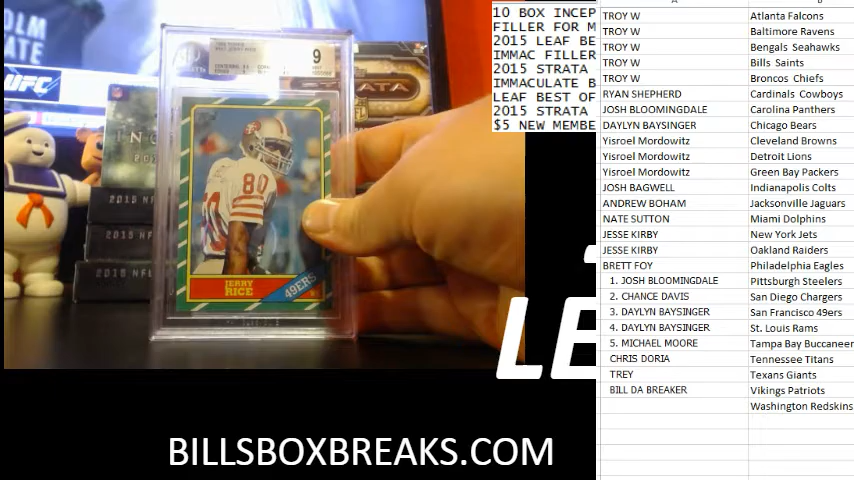 10 BOX INCEP
FILLER FOR M
2015 LEAF BE
IMMAC FILLER
2015 STRATA
IMMACULATE B
LEAF BEST OF
2015 STRATA
$5 NEW MEMBE
TROY W Atlanta Falcons
TROY W Baltimore Ravens
TROY W Bengals Seahawks
TROY W Bills Saints
TROY W Broncos Chiefs
RYAN SHEPHERD Cardinals Cowboys
JOSH BLOOMINGDALE Carolina Panthers
DAYLYN BAYSINGER Chicago Bears
Yisroel Mordowitz Cleveland Browns
Yisroel Mordowitz Detroit Lions
Yisroel Mordowitz Green Bay Packers
JOSH BAGWELL Indianapolis Colts
ANDREW BOHAM Jacksonville Jaguars
NATE SUTTON Miami Dolphins
JESSE KIRBY New York Jets
JESSE KIRBY Oakland Raiders
BRETT FOY Philadelphia Eagles
1. JOSH BLOOMINGDALE Pittsburgh Steelers
2. CHANCE DAVIS San Diego Chargers
3. DAYLYN BAYSINGER San Francisco 49ers
4. DAYLYN BAYSINGER St. Louis Rams
5. MICHAEL MOORE Tampa Bay Buccaneer
CHRIS DORIA Tennessee Titans
TREY Texans Giants
BILL DA BREAKER Vikings Patriots
Washington Redskins
UFC
9
80
JERRY
RICE
49ERS
2015 NF
LE
BILLSBOXBREAKS.COM